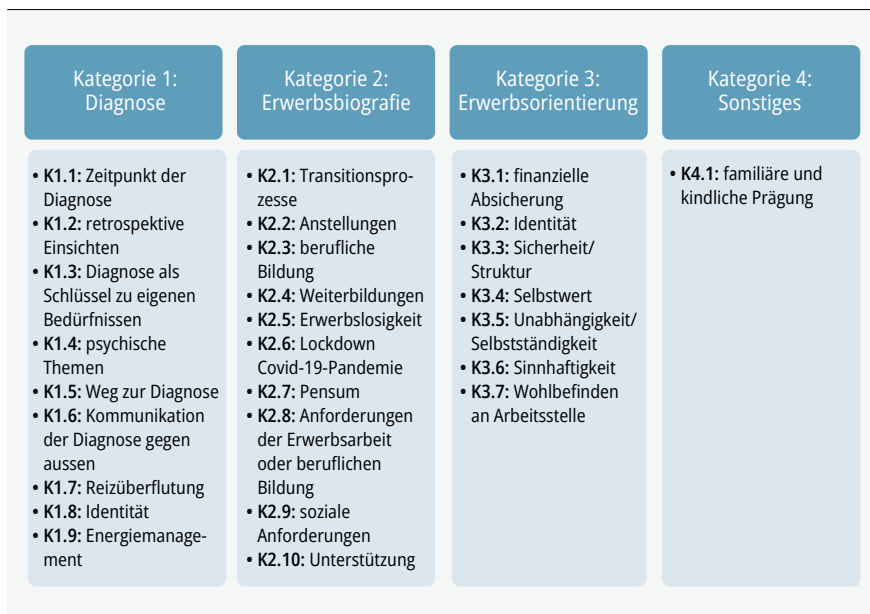 Kategorie 1:
Diagnose
• K1.1: Zeitpunkt der
Diagnose
• K1.2: retrospektive
Einsichten
• K1.3: Diagnose als
Schlüssel zu eigenen
Bedürfnissen
• K1.4: psychische
Themen
• K1.5: Weg zur Diagnose
• K1.6: Kommunikation
der Diagnose gegen
aussen
• K1.7: Reizüberflutung
• K1.8: Identität
• K1.9: Energiemanage-
ment
Kategorie 2:
Erwerbsbiografie
• K2.1: Transitionspro-
zesse
• K2.2: Anstellungen
• K2.3: berufliche
Bildung
• K2.4: Weiterbildungen
• K2.5: Erwerbslosigkeit
• K2.6: Lockdown
Covid-19-Pandemie
• K2.7: Pensum
• K2.8: Anforderungen
der Erwerbsarbeit
oder beruflichen
Bildung
• K2.9: soziale
Anforderungen
• K2.10: Unterstützung
Kategorie 3:
Erwerbsorientierung
• K3.1: finanzielle
Absicherung
• K3.2: Identität
• K3.3: Sicherheit/
Struktur
• K3.4: Selbstwert
• K3.5: Unabhängigkeit/
Selbstständigkeit
• K3.6: Sinnhaftigkeit
• K3.7: Wohlbefinden
an Arbeitsstelle
Kategorie 4:
Sonstiges
• K4.1: familiäre und
kindliche Prägung